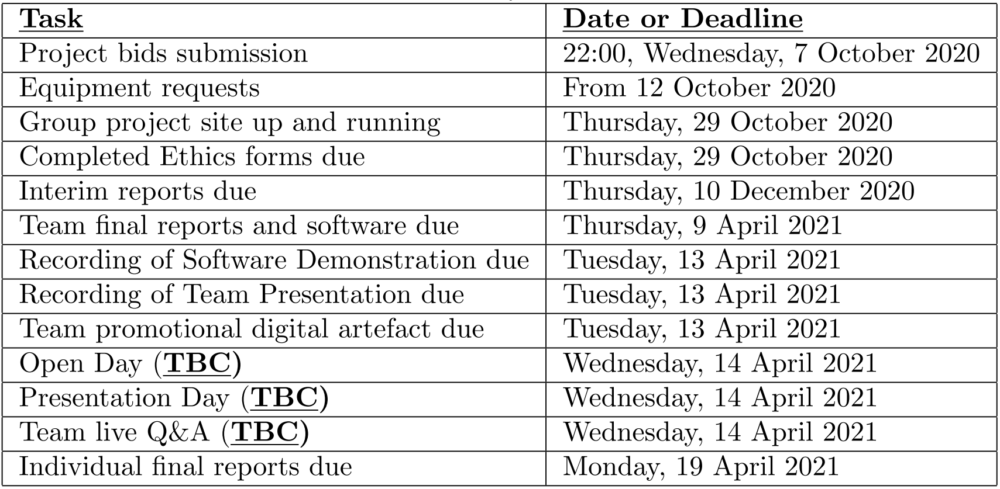 Task Date or Deadline
Project bids submission 22:00, Wednesday, 7 October 2020
Equipment requests From 12 October 2020
Group project site up and running Thursday, 29 October 2020
Completed Ethics forms due Thursday, 29 October 2020
Interim reports due Thursday, 10 December 2020
Team final reports and software due Thursday, 9 April 2021
Recording of Software Demonstration due Tuesday, 13 April 2021
Recording of Team Presentation due Tuesday, 13 April 2021
Team promotional digital artefact due Tuesday, 13 April 2021
Open Day (TBC) Wednesday, 14 April 2021
Presentation Day (TBC) Wednesday, 14 April 2021
Team live Q&A (TBC) Wednesday, 14 April 2021
Individual final reports due Monday, 19 April 2021